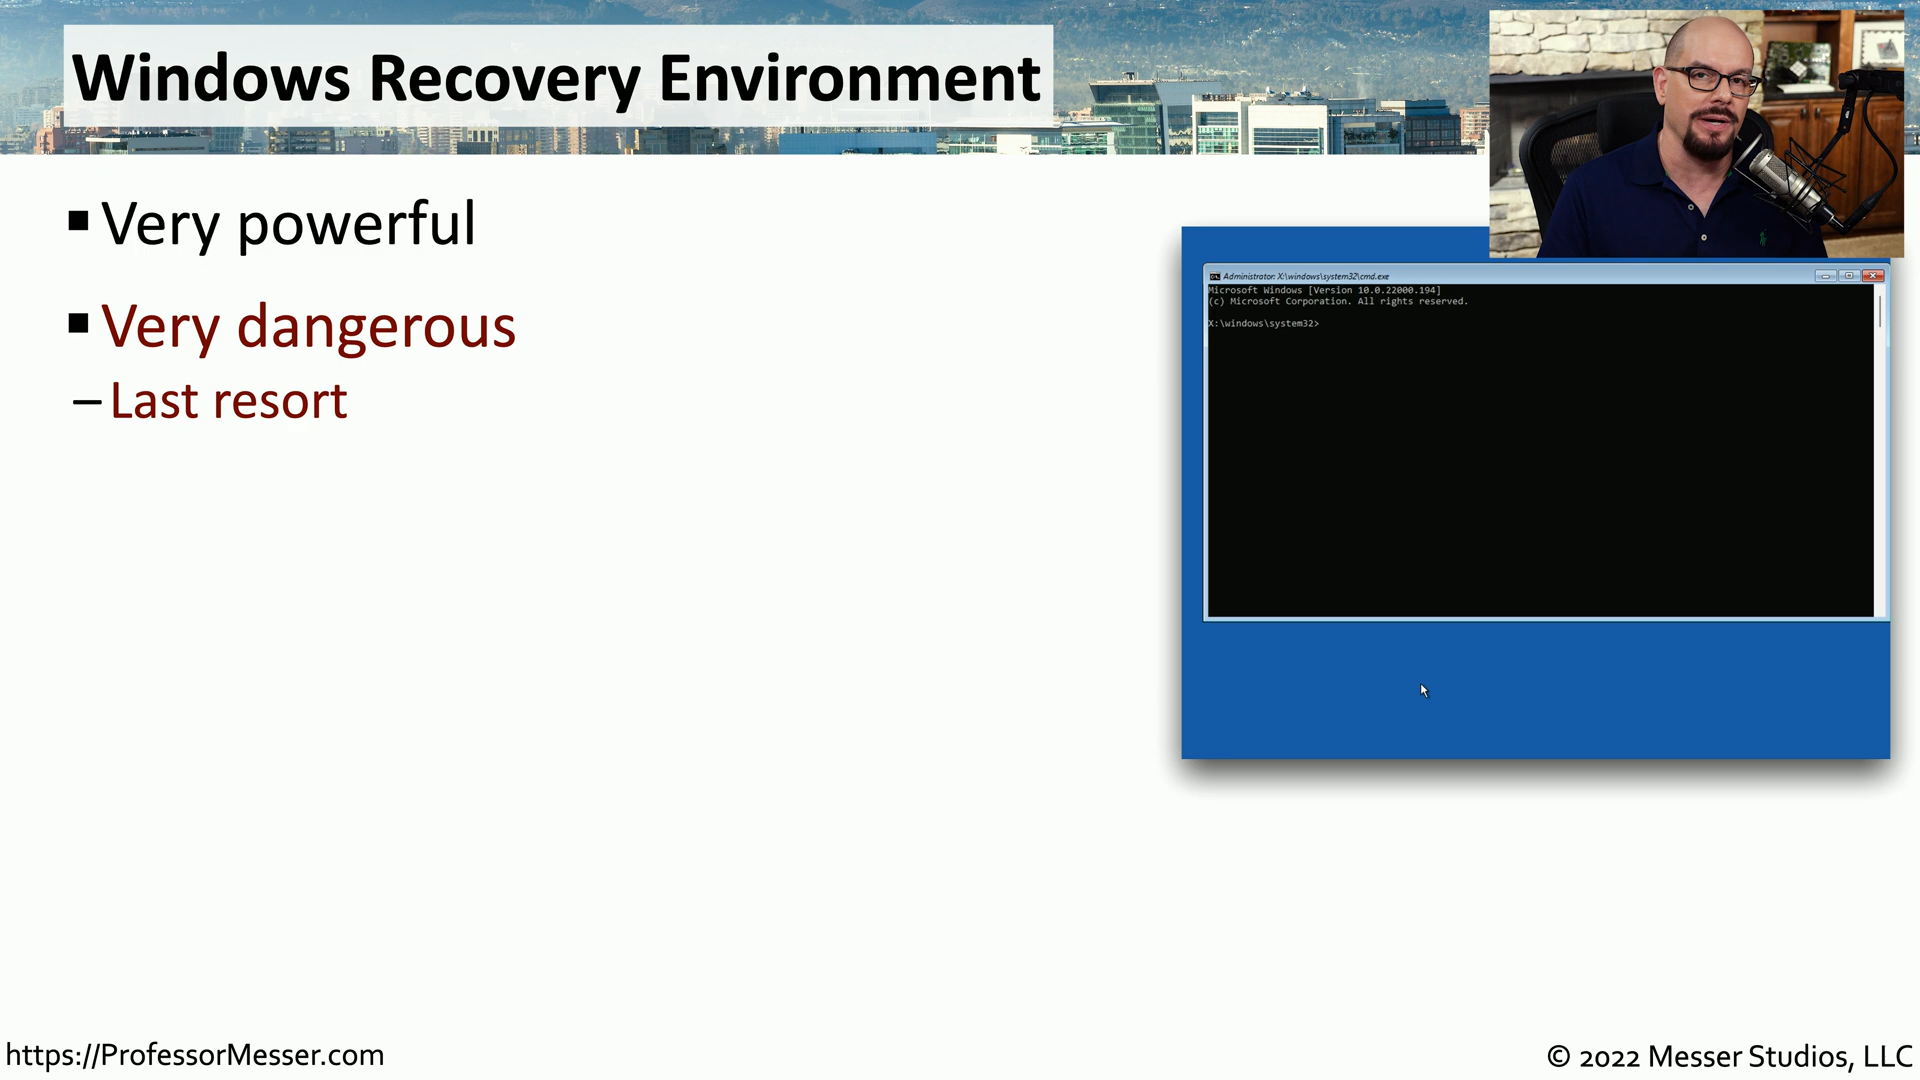 Windows Recovery Environment
▪ Very powerful
▪ Very dangerous
– Last resort
Administrator: X:\windows\system32\cmd.exe
Microsoft Windows [Version 10.0.22000.194]
(c) Microsoft Corporation. All rights reserved.
X:\windows\system32>
https://ProfessorMesser.com
© 2022 Messer Studios, LLC